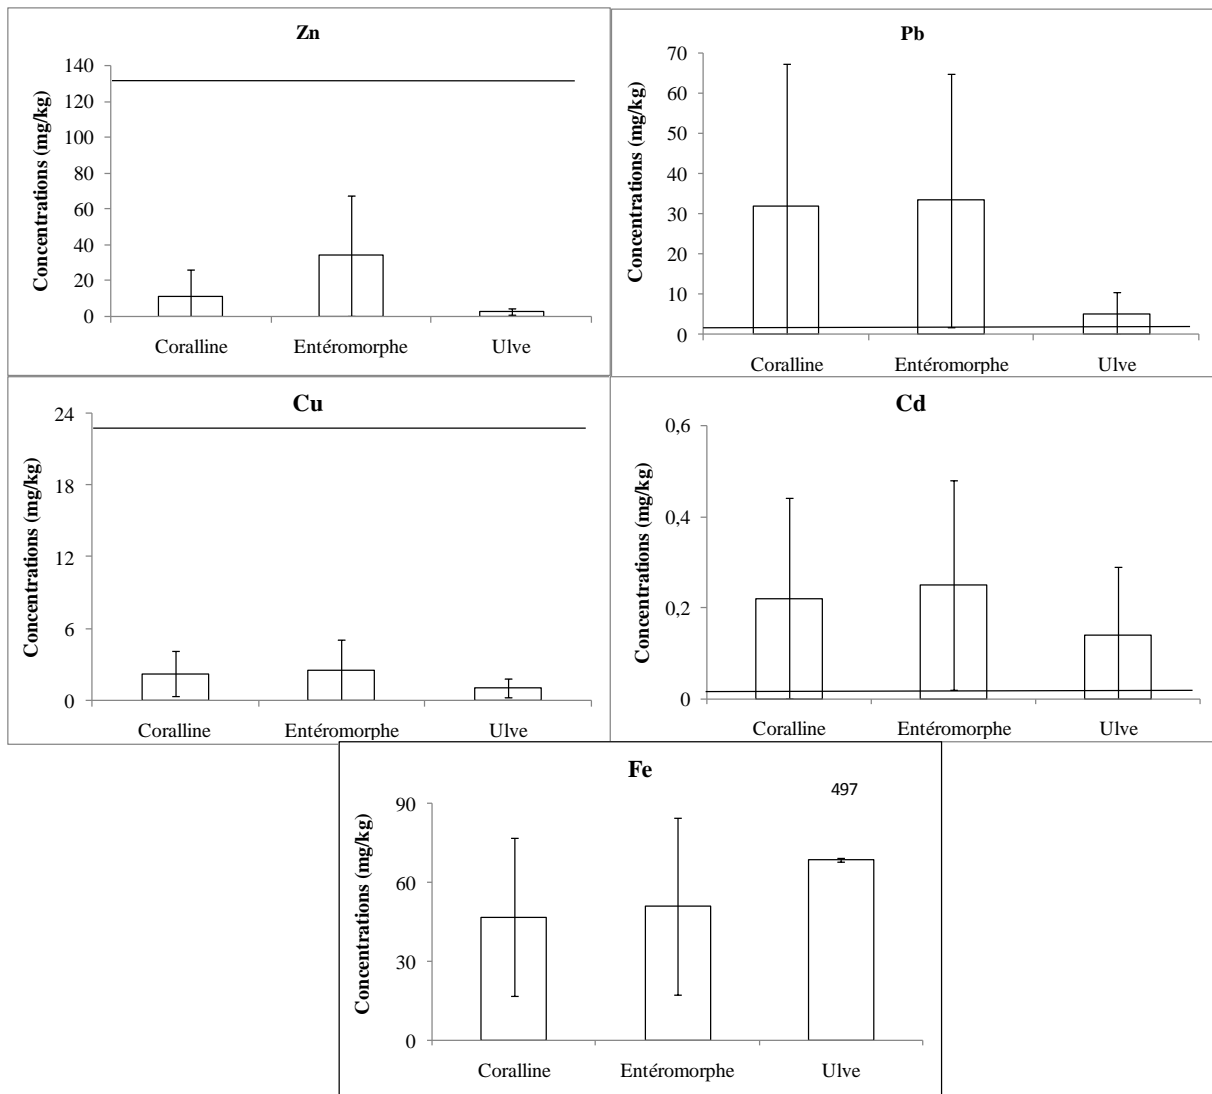 Zn
Concentrations (mg/kg)
140
120
100
80
60
40
20
0
Coralline Entéromorphe Ulve
Pb
Concentrations (mg/kg)
70
60
50
40
30
20
10
0
Coralline Entéromorphe Ulve
Cu
Concentrations (mg/kg)
24
18
12
6
0
Coralline Entéromorphe Ulve
Cd
Concentrations (mg/kg)
0,6
0,4
0,2
0
Coralline Entéromorphe Ulve
Fe
497
Concentrations (mg/kg)
90
60
30
0
Coralline Entéromorphe Ulve